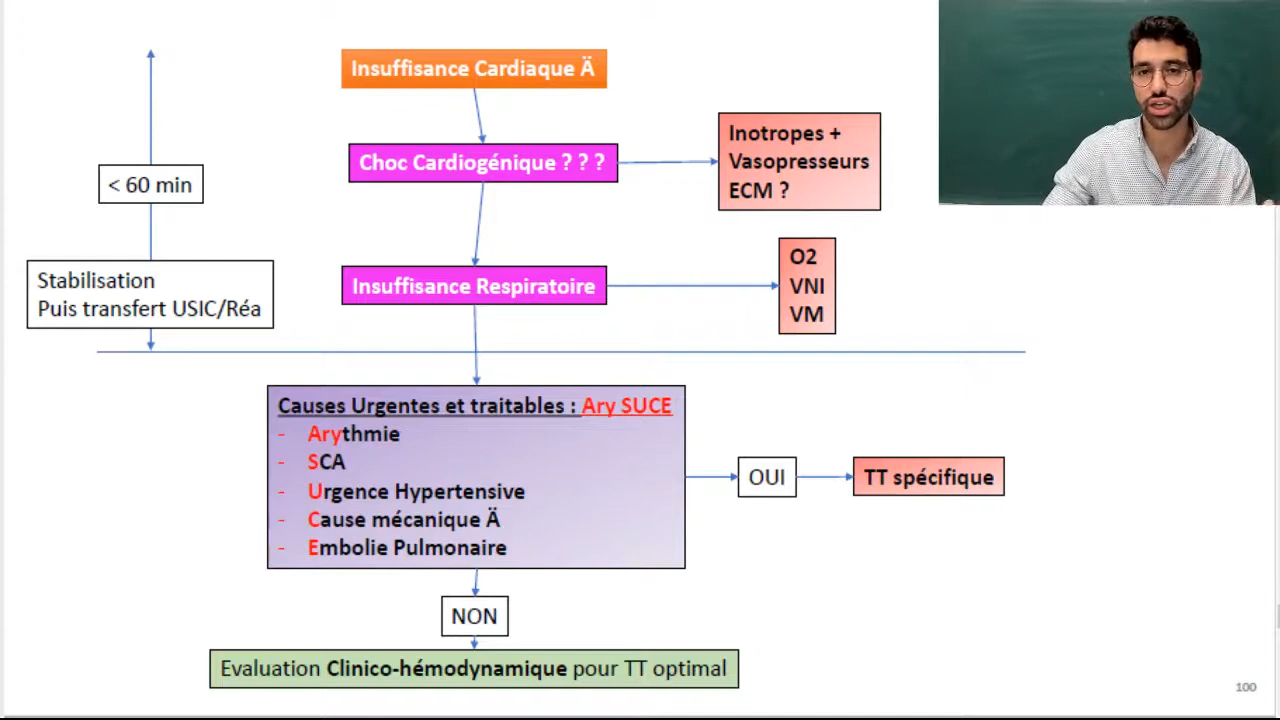 Insuffisance Cardiaque Ä
Choc Cardiogénique ? ? ?
Inotropes +
Vasopresseurs
ECM ?
< 60 min
Stabilisation
Puis transfert USIC/Réa
Insuffisance Respiratoire
O2
VNI
VM
Causes Urgentes et traitables : Ary SUCE
- Arythmie
- SCA
- Urgence Hypertensive
- Cause mécanique Ä
- Embolie Pulmonaire
OUI
TT spécifique
NON
Evaluation Clinico-hémodynamique pour TT optimal
100